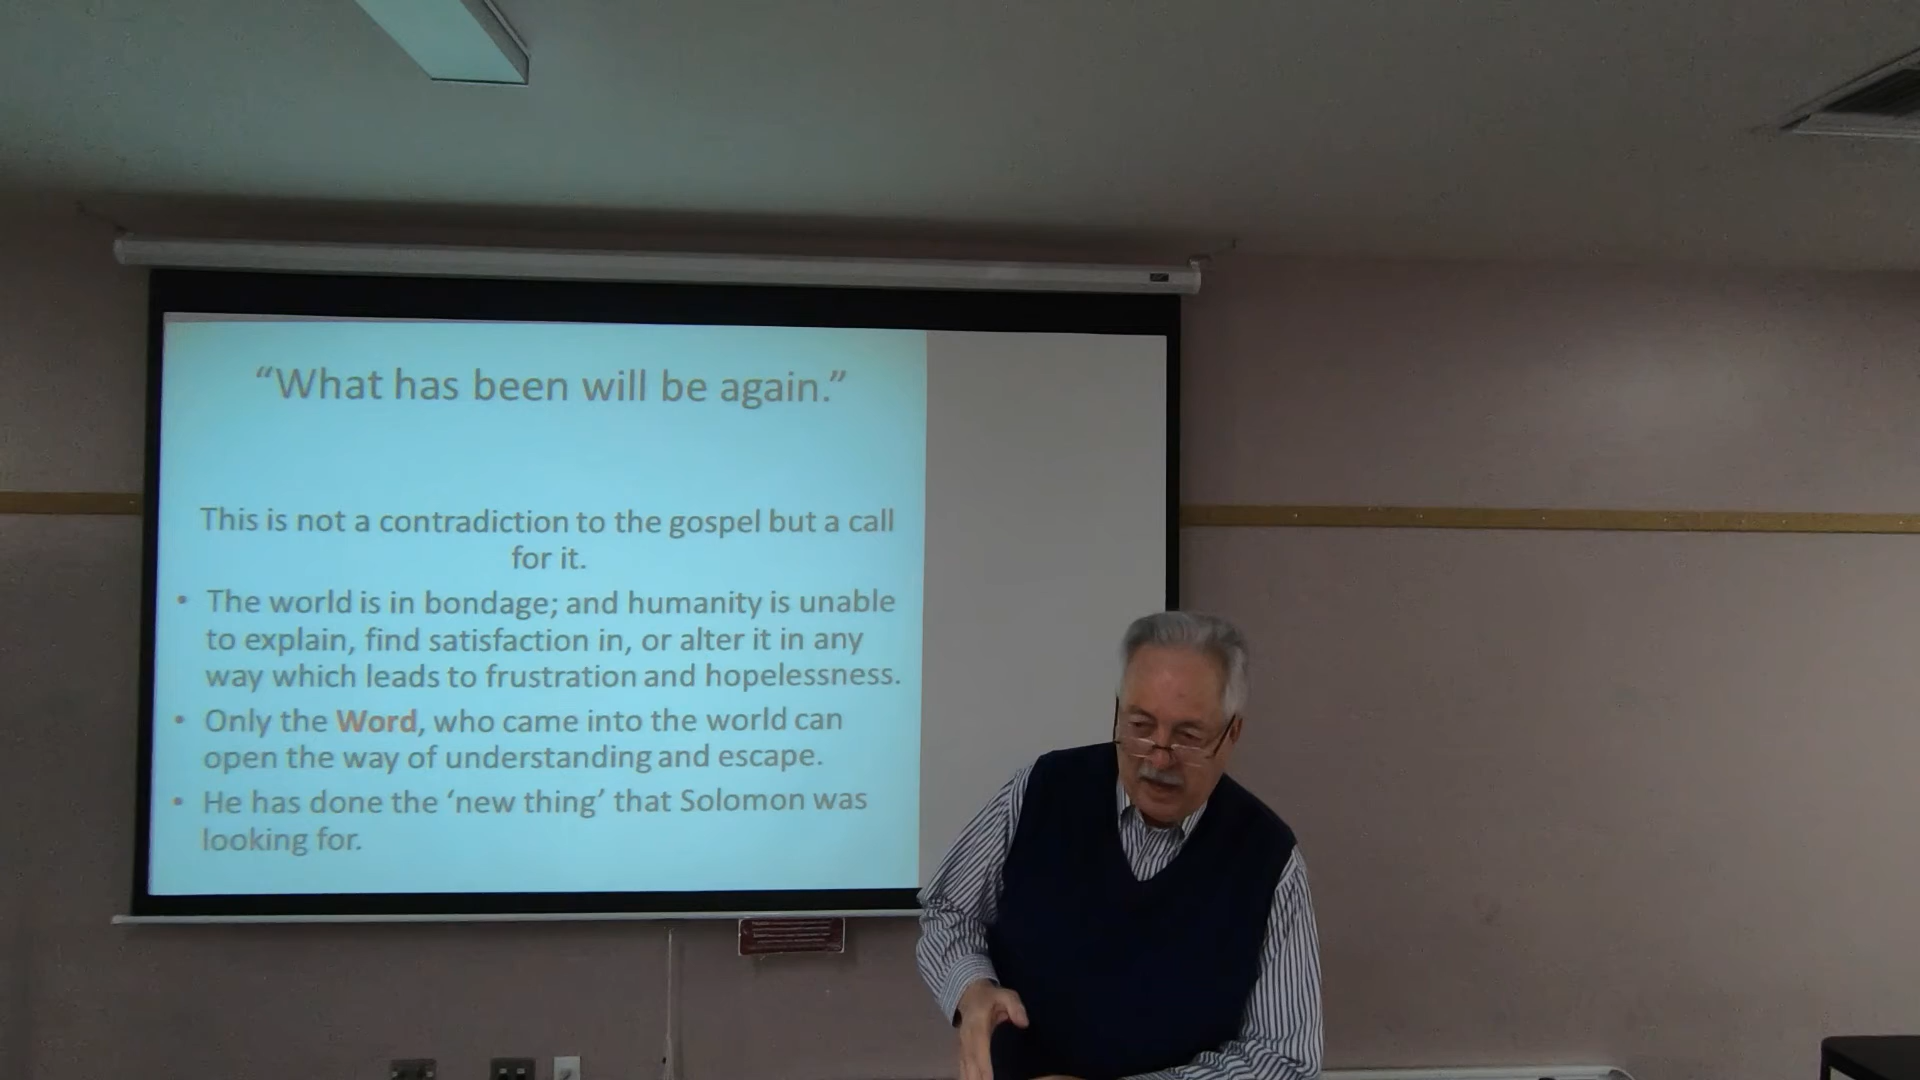 “What has been will be again.”
This is not a contradiction to the gospel but a call
for it.
• The world is in bondage; and humanity is unable
to explain, find satisfaction in, or alter it in any
way which leads to frustration and hopelessness.
• Only the Word, who came into the world can
open the way of understanding and escape.
• He has done the ‘new thing’ that Solomon was
looking for.